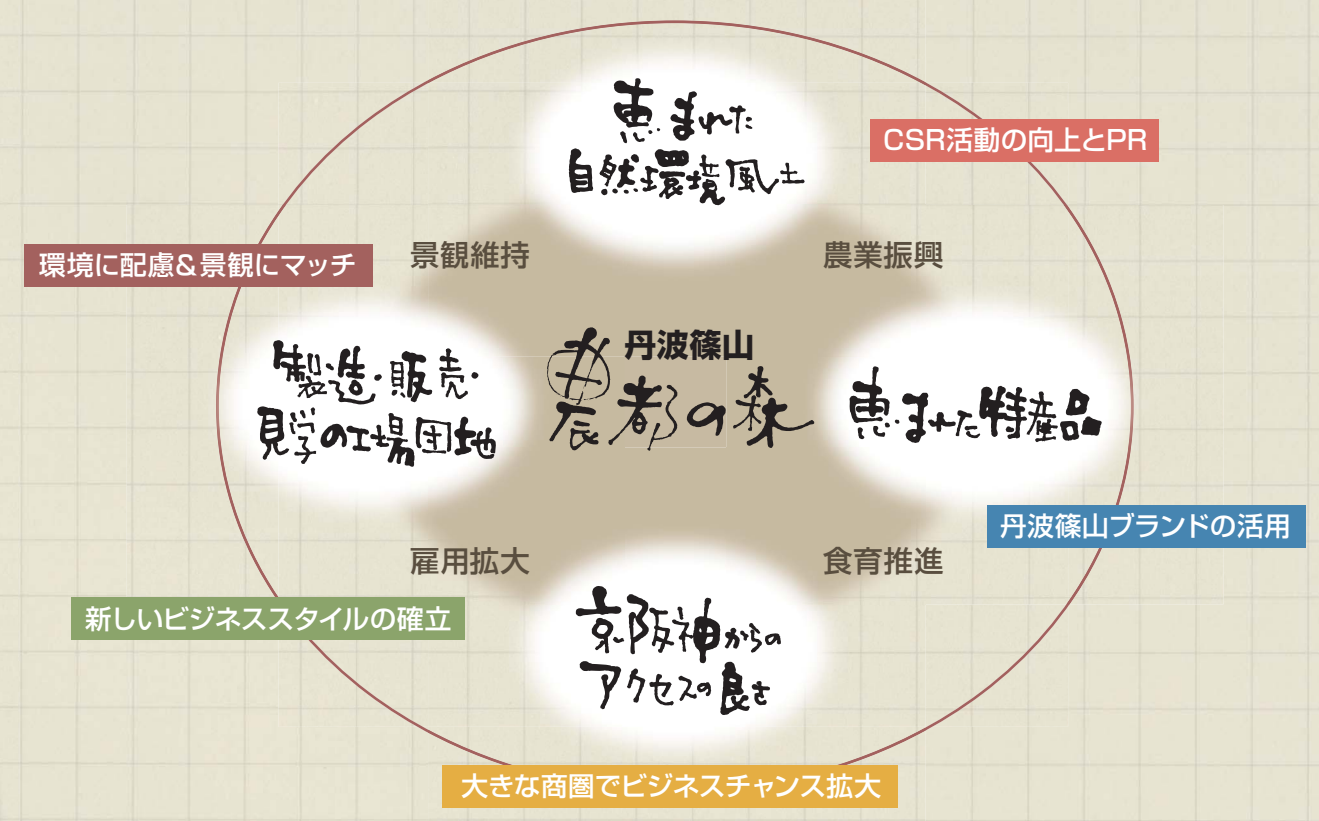 恵まれた
自然環境風土
CSR活動の向上とPR
景観維持
農業振興
環境に配慮&景観にマッチ
丹波篠山
農都の森
製造・販売・
見学の工場団地
恵まれた特産品
丹波篠山ブランドの活用
雇用拡大
食育推進
新しいビジネススタイルの確立
京阪神からの
アクセスの良さ
大きな商圏でビジネスチャンス拡大